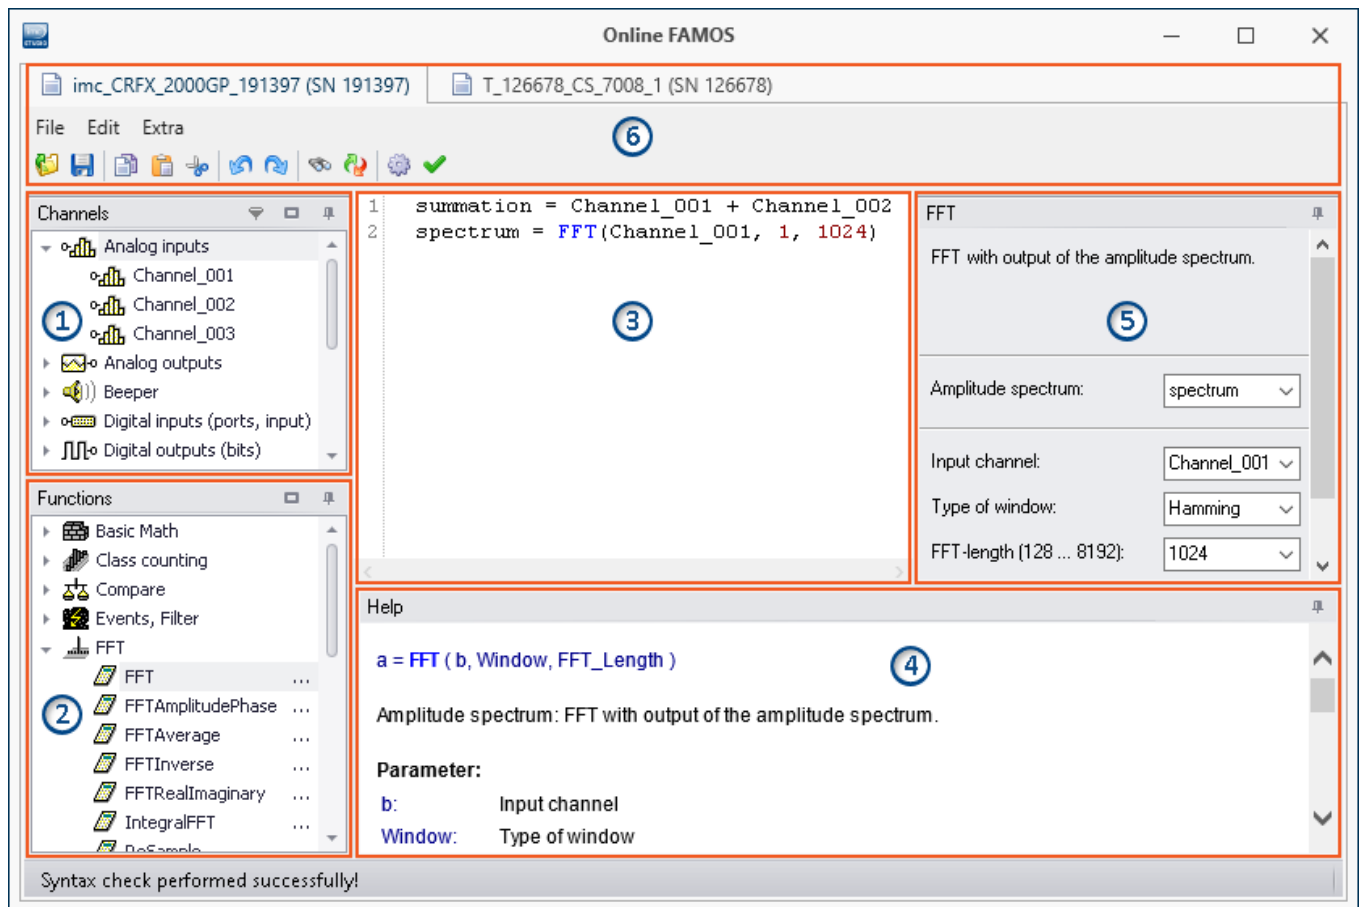 Online FAMOS
imc_CRFX_2000GP_191397 (SN 191397)
T_126678_CS_7008_1 (SN 126678)
File Edit Extra
6
Channels
Analog inputs
Channel_001
Channel_002
Channel_003
Analog outputs
Beeper
Digital inputs (ports, input)
Digital outputs (bits)
1
Functions
Basic Math
Class counting
Compare
Events, Filter
FFT
FFT ...
FFTAmplitudePhase ...
FFTAverage ...
FFTInverse ...
FFTRealImaginary ...
IntegralFFT ...
2
1 summation = Channel_001 + Channel_002
2 spectrum = FFT(Channel_001, 1, 1024)
3
FFT
FFT with output of the amplitude spectrum.
5
Amplitude spectrum: spectrum
Input channel: Channel_001
Type of window: Hamming
FFT-length (128 ... 8192): 1024
Help
a = FFT ( b, Window, FFT_Length )
4
Amplitude spectrum: FFT with output of the amplitude spectrum.
Parameter:
b: Input channel
Window: Type of window
Syntax check performed successfully!